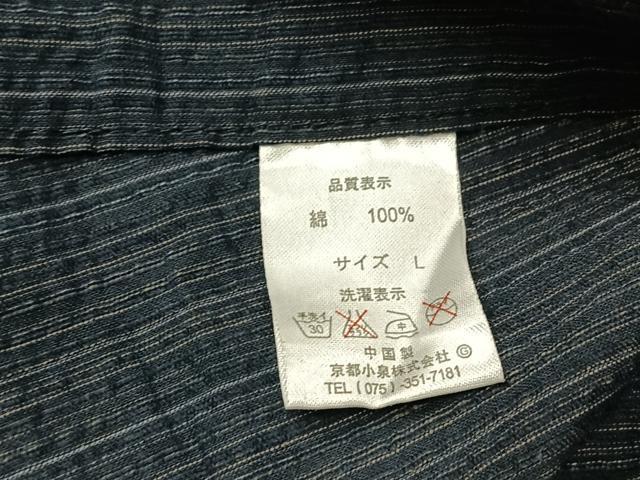 品質表示
綿 100%
サイズ L
洗濯表示
手洗イ
30
中
中国製 G
京都小泉株式会社
TEL (075)-351-7181